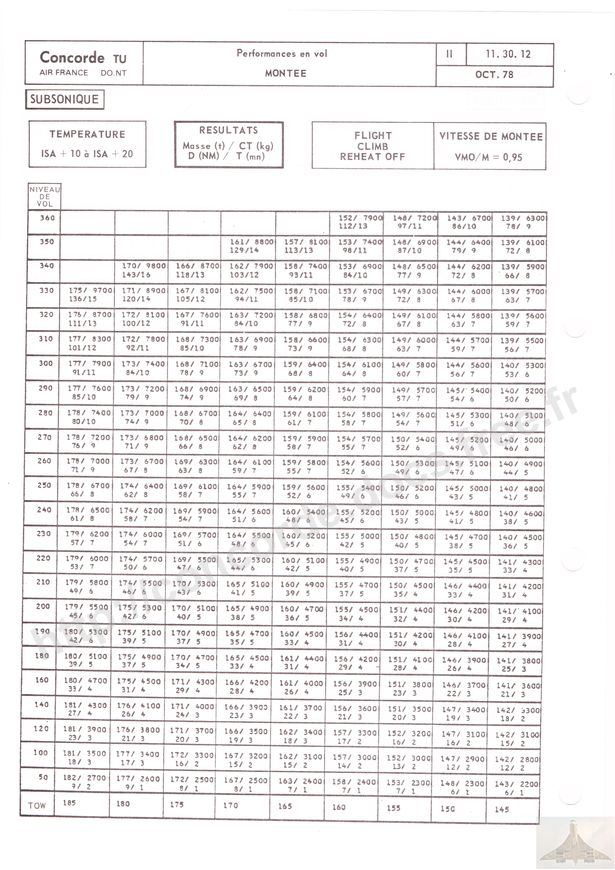 Concorde TU
AIR FRANCE DO.NT
Performances en vol
MONTEE
II 11.30.12
OCT. 78
SUBSONIQUE
TEMPERATURE
ISA + 10 à ISA + 20
RESULTATS
Masse (t) / CT (kg)
D (NM) / T (mn)
FLIGHT
CLIMB
REHEAT OFF
VITESSE DE MONTEE
VMO/M = 0,95
NIVEAU
DE
VOL
360 152/ 7900 148/ 7200 143/ 6700 139/ 6300
112/13 97/11 86/10 78/ 9
350 161/ 8800 157/ 8100 153/ 7400 148/ 6900 144/ 6400 139/ 6100
129/14 113/13 98/11 87/10 79/ 9 72/ 8
340 170/ 9800 166/ 8700 162/ 7900 158/ 7400 153/ 6900 148/ 6500 144/ 6200 139/ 5900
143/16 118/13 103/12 93/11 84/10 77/ 9 72/ 8 66/ 8
330 175/ 9700 171/ 8900 167/ 8100 162/ 7500 158/ 7100 153/ 6700 149/ 6300 144/ 6000 139/ 5700
136/15 120/14 105/12 94/11 85/10 78/ 9 72/ 8 67/ 8 63/ 7
320 176/ 8700 172/ 8100 167/ 7600 163/ 7200 158/ 6800 154/ 6400 149/ 6100 144/ 5800 139/ 5600
111/13 100/12 91/11 84/10 77/ 9 72/ 8 67/ 8 63/ 7 59/ 7
310 177/ 8300 172/ 7800 168/ 7300 163/ 6900 158/ 6600 154/ 6300 149/ 6000 144/ 5700
101/12 92/11 85/10 78/ 9 73/ 9 68/ 8 63/ 7 59/ 7 56/ 7
300 177/ 7900 173/ 7400 168/ 7100 163/ 6700 159/ 6400 154/ 6100 149/ 5800
91/11 84/10 78/ 9 73/ 9 68/ 8 64/ 8 60/ 7 56/ 7 53/ 6
290 177/ 7600 173/ 7200 168/ 6900 163/ 6500 159/ 6200 154/ 5900 149/ 5700 145/ 5400 140/ 5200
85/10 79/ 9 74/ 9 69/ 8 64/ 8 60/ 7 57/ 7 54/ 6 50/ 6
280 178/ 7400 173/ 7000 168/ 6700 164/ 6400 159/ 6100 154/ 5800 149/ 5600 145/ 5300 140/ 5100
80/10 74/ 9 70/ 8 65/ 8 61/ 7 58/ 7 54/ 7 51/ 6 48/ 6
270 178/ 7200 173/ 6800 168/ 6500 164/ 6200 159/ 5900 154/ 5700 150/ 5400 145/ 5200 140/ 5000
76/ 9 71/ 9 66/ 8 62/ 8 58/ 7 55/ 7 52/ 6 49/ 6 46/ 6
260 178/ 7000 173/ 6700 169/ 6300 164/ 6100 159/ 5800 154/ 5600 150/ 5300 145/ 5100 140/ 4900
71/ 9 67/ 8 63/ 8 59/ 7 55/ 7 52/ 6 47/ 5 44/ 5
250 178/ 6700 174/ 6400 169/ 6100 164/ 5900 159/ 5600 155/ 5400 145/ 5000 140/ 4800
66/ 8 62/ 8 58/ 7 55/ 7 52/ 6 43/ 5 41/ 5
240 178/ 6500 174/ 6200 169/ 5900 164/ 5600 160/ 5400 155/ 5200 150/ 5000 145/ 4800 140/ 4600
61/ 8 58/ 7 54/ 7 51/ 6 48/ 6 45/ 6 43/ 5 41/ 5 38/ 5
230 179/ 6200 174/ 6000 169/ 5700 164/ 5500 160/ 5200 155/ 5000 150/ 4800 145/ 4700 140/ 4500
57/ 7 54/ 7 51/ 6 48/ 6 45/ 6 42/ 5 40/ 5 38/ 5 36/ 5
220 179/ 6000 174/ 5700 169/ 5500 165/ 5300 160/ 5100 155/ 4900 150/ 4700 145/ 4500 141/ 4300
53/ 7 50/ 6 47/ 6 44/ 6 42/ 5 40/ 5 37/ 5 35/ 5 33/ 4
210 179/ 5800 174/ 5500 170/ 5300 165/ 5100 160/ 4900 155/ 4700 150/ 4500 146/ 4400 141/ 4200
49/ 6 46/ 6 43/ 6 41/ 5 39/ 5 37/ 5 35/ 4 33/ 4 31/ 4
200 179/ 5500 175/ 5300 170/ 5100 165/ 4900 160/ 4700 155/ 4500 151/ 4400 146/ 4200 141/ 4100
45/ 6 42/ 5 40/ 5 38/ 5 36/ 5 34/ 4 32/ 4 30/ 4 29/ 4
190 180/ 5300 175/ 5100 170/ 4900 165/ 4700 160/ 4500 156/ 4400 151/ 4200 146/ 4100 141/ 3900
42/ 6 39/ 5 37/ 5 35/ 5 33/ 4 31/ 4 30/ 4 28/ 4 27/ 4
180 180/ 5100 175/ 4900 170/ 4700 165/ 4500 161/ 4400 156/ 4200 151/ 4100 146/ 3900 141/ 3800
39/ 5 37/ 5 34/ 5 33/ 4 31/ 4 29/ 4 28/ 4 26/ 4 25/ 3
160 180/ 4700 175/ 4500 171/ 4300 166/ 4200 161/ 4000 156/ 3900 151/ 3800 146/ 3700 141/ 3600
33/ 4 31/ 4 29/ 4 28/ 4 26/ 4 25/ 3 23/ 3 22/ 3 21/ 3
140 181/ 4300 176/ 4100 171/ 4000 166/ 3900 161/ 3700 156/ 3600 151/ 3500 147/ 3400
27/ 4 26/ 4 24/ 3 23/ 3 22/ 3 21/ 3 20/ 3 19/ 3 18/ 2
120 181/ 3900 176/ 3800 171/ 3700 166/ 3500 162/ 3400 157/ 3300 152/ 3200 147/ 3100 142/ 3100
23/ 3 21/ 3 20/ 3 19/ 3 18/ 3 17/ 2 16/ 2 16/ 2 15/ 2
100 181/ 3500 177/ 3400 172/ 3300 167/ 3200 162/ 3100 157/ 3000 152/ 2900 147/ 2900 142/ 2800
18/ 3 17/ 3 16/ 2 15/ 2 15/ 2 14/ 2 13/ 2 12/ 2 12/ 2
50 182/ 2700 177/ 2600 172/ 2500 167/ 2500 163/ 2400 158/ 2400 153/ 2300 148/ 2300 143/ 2200
9/ 2 9/ 1 8/ 1 8/ 1 7/ 1 7/ 1 7/ 1 6/ 1 6/ 1
TOW 185 180 175 170 165 160 155 150 145